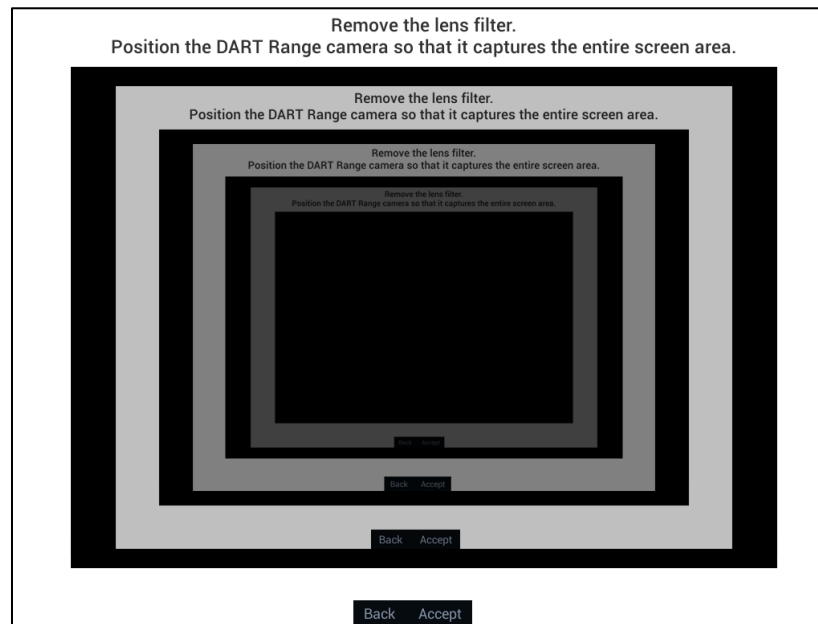 Remove the lens filter.
Position the DART Range camera so that it captures the entire screen area.
Remove the lens filter.
Position the DART Range camera so that it captures the entire screen area.
Remove the lens filter.
Position the DART Range camera so that it captures the entire screen area.
Remove the lens filter.
Position the DART Range camera so that it captures the entire screen area.
Back Accept
Back Accept
Back Accept
Back Accept